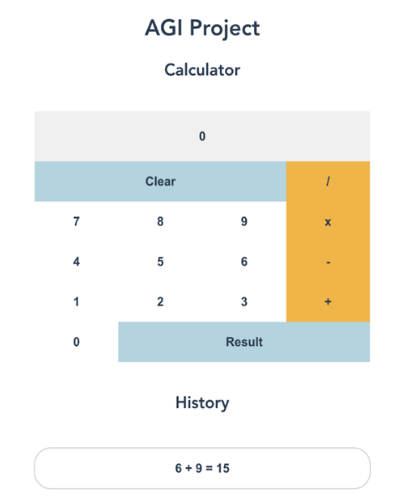 AGI Project
Calculator
0
Clear /
7 8 9 x
4 5 6 -
1 2 3 +
0 Result
History
6 + 9 = 15